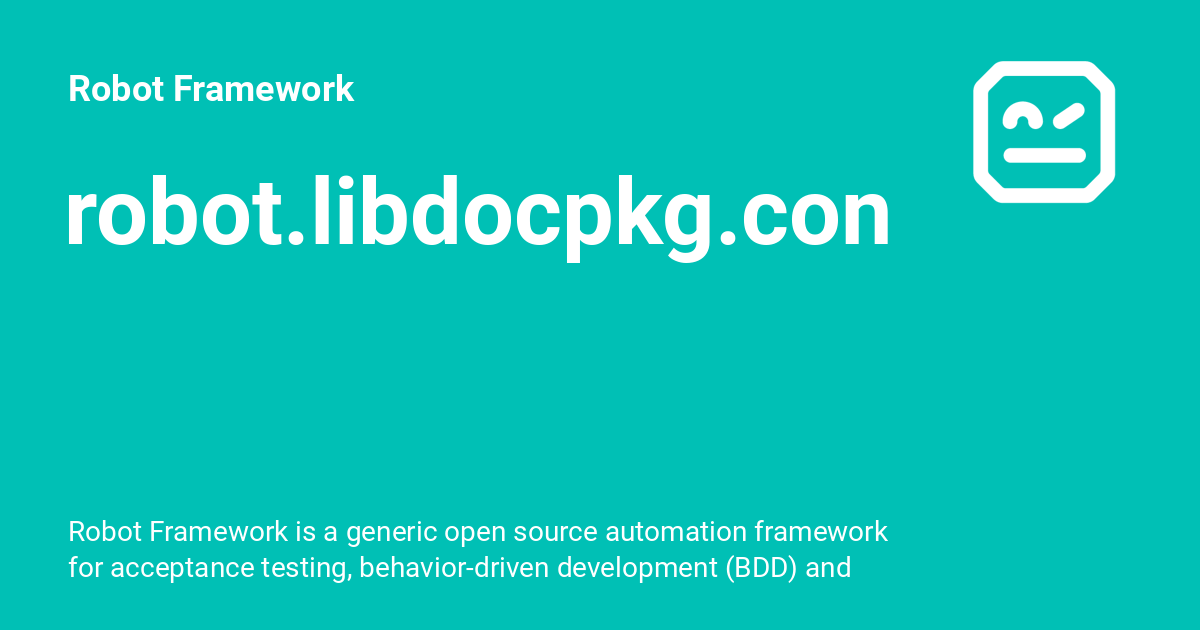 Robot Framework
robot.libdocpkg.con
Robot Framework is a generic open source automation framework
for acceptance testing, behavior-driven development (BDD) and